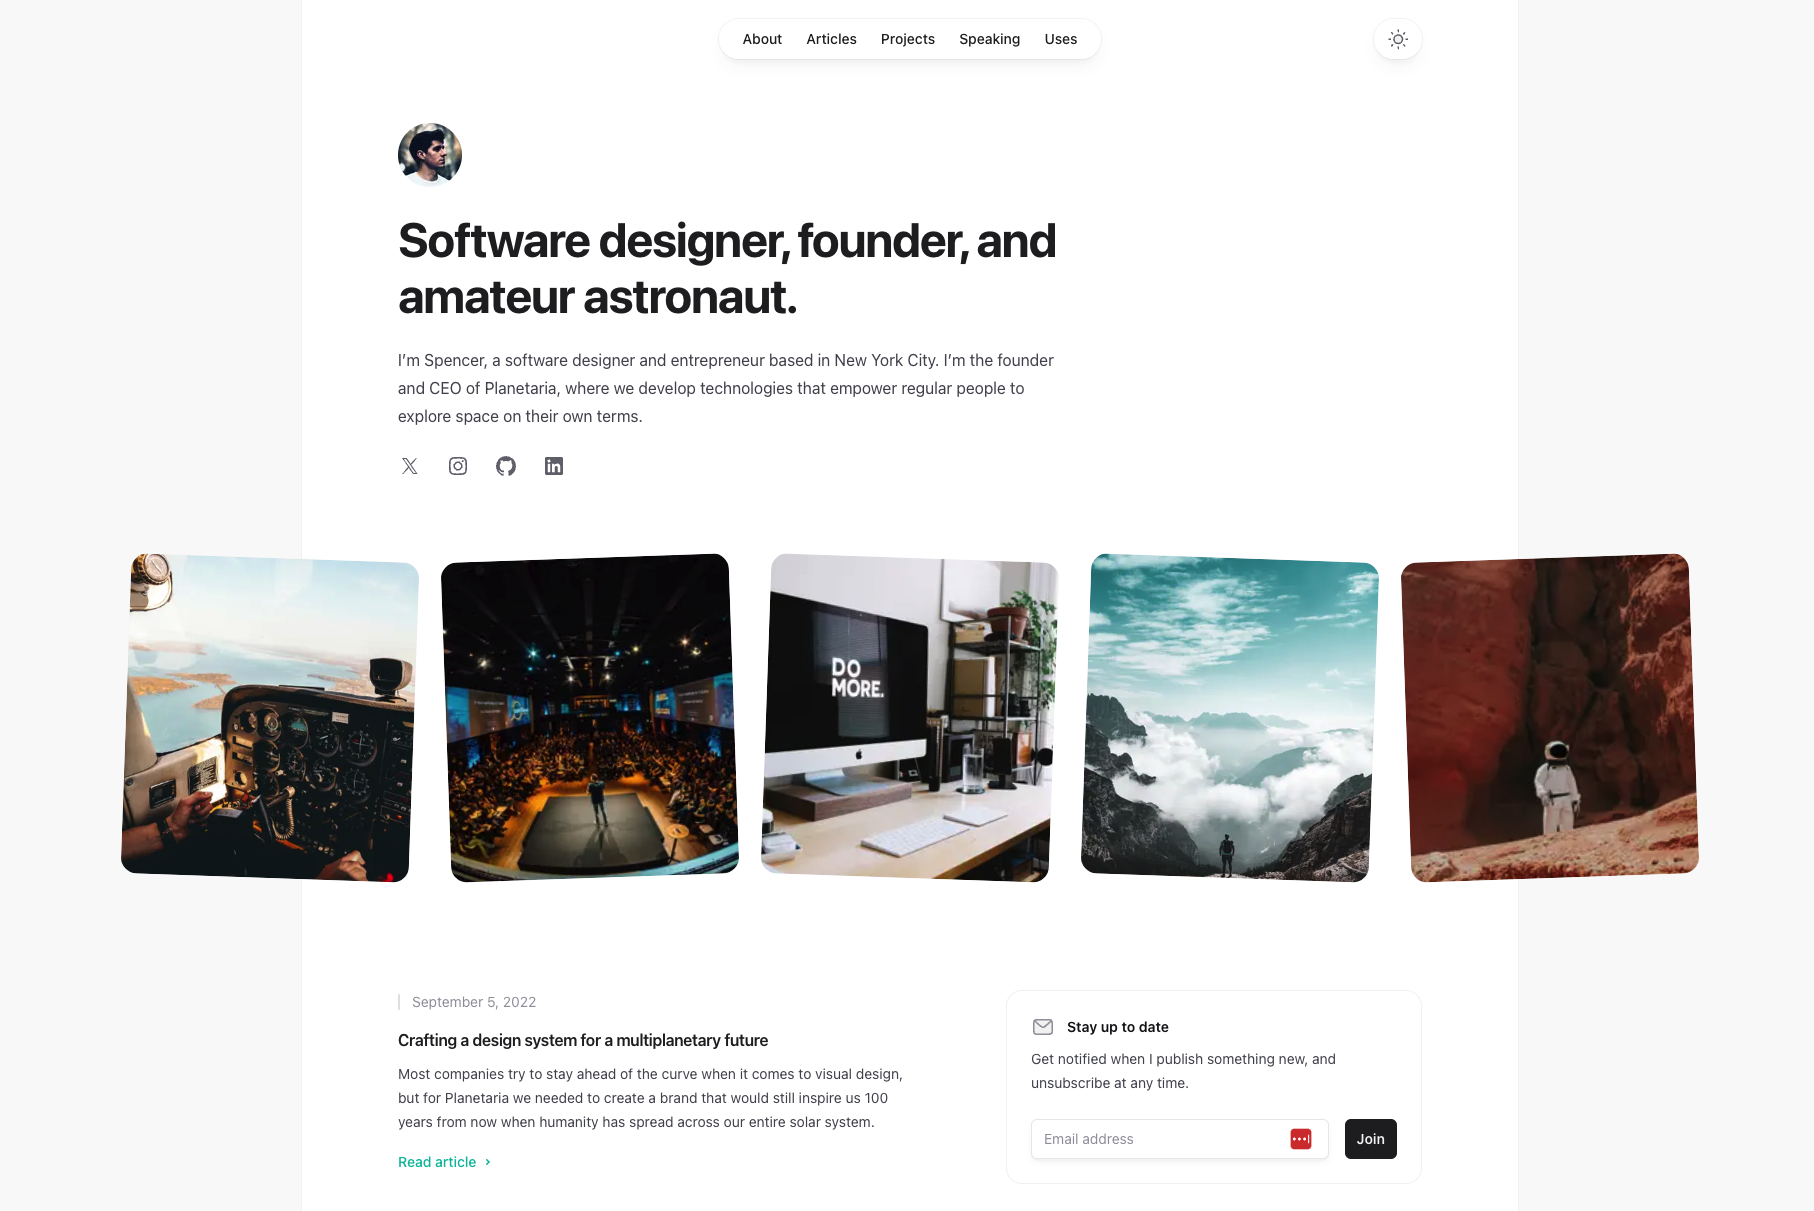 About Articles Projects Speaking Uses
Software designer, founder, and
amateur astronaut.
I’m Spencer, a software designer and entrepreneur based in New York City. I’m the founder
and CEO of Planetaria, where we develop technologies that empower regular people to
explore space on their own terms.
DO
MORE.
September 5, 2022
Crafting a design system for a multiplanetary future
Most companies try to stay ahead of the curve when it comes to visual design,
but for Planetaria we needed to create a brand that would still inspire us 100
years from now when humanity has spread across our entire solar system.
Read article
Stay up to date
Get notified when I publish something new, and
unsubscribe at any time.
Email address
Join